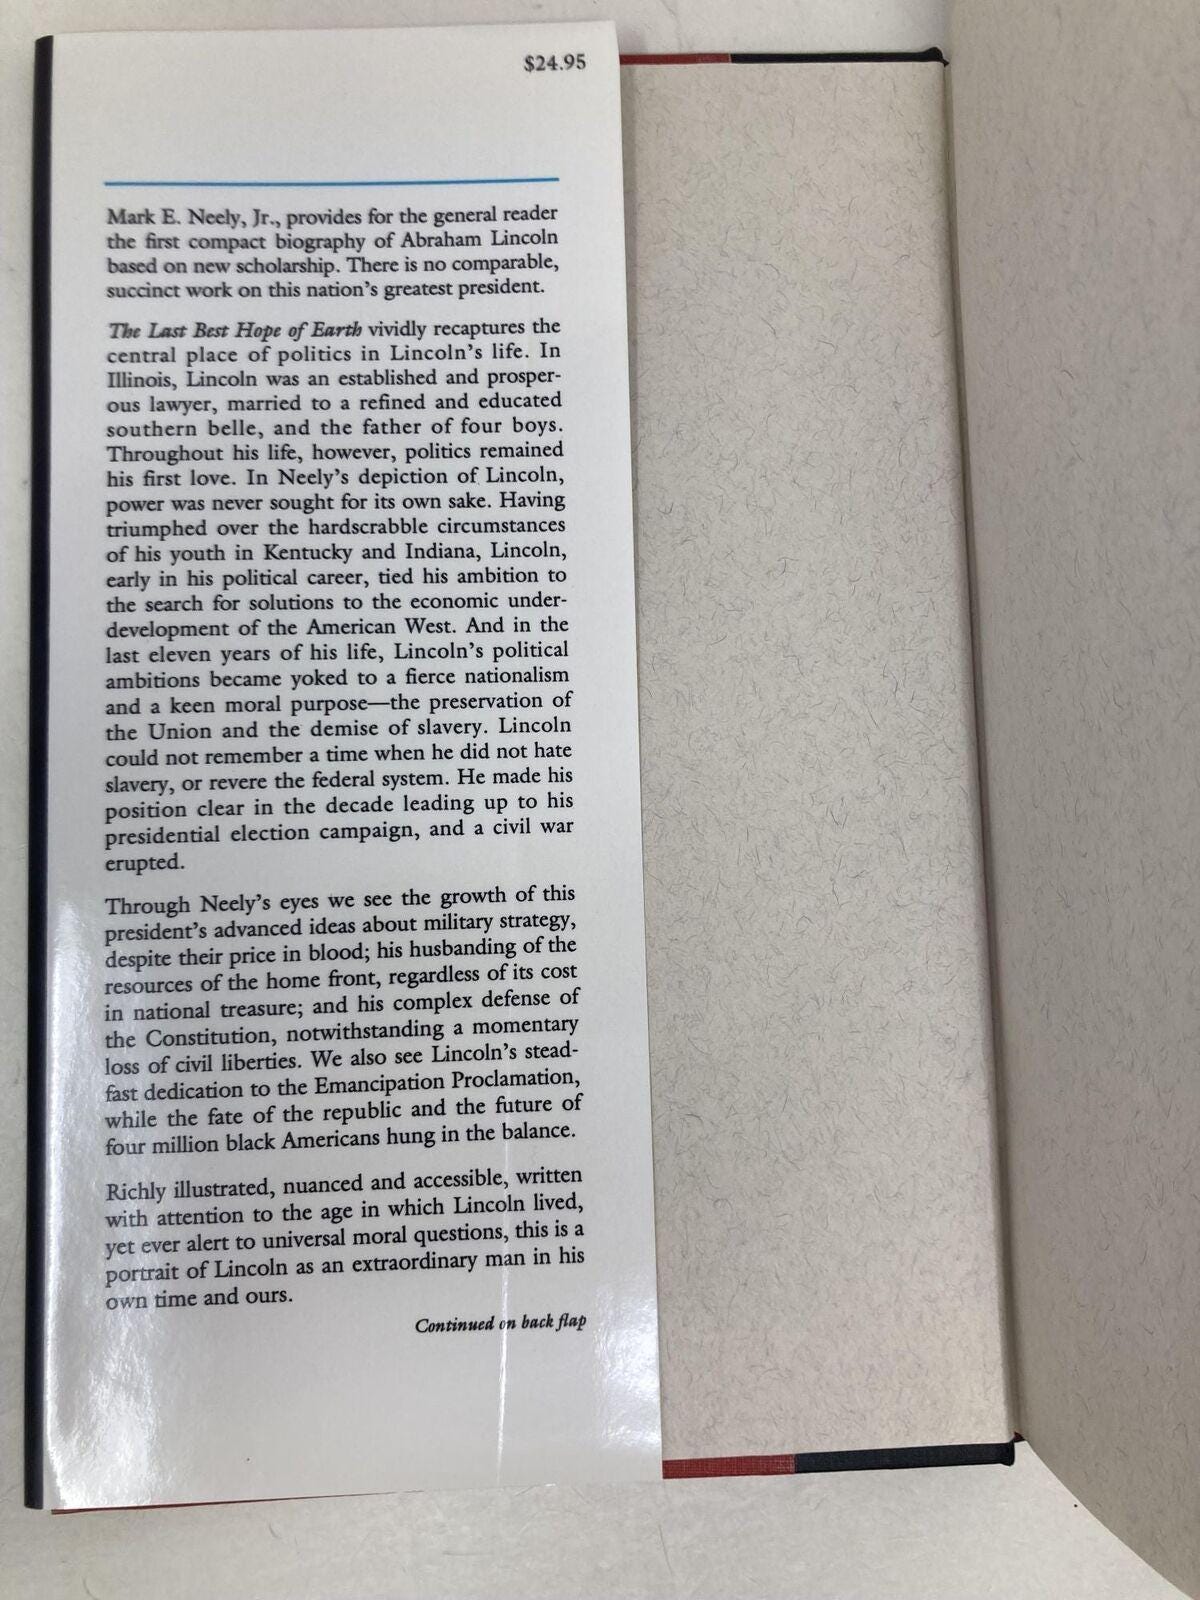 $24.95
Mark E. Neely, Jr., provides for the general reader
the first compact biography of Abraham Lincoln
based on new scholarship. There is no comparable,
succinct work on this nation's greatest president.
The Last Best Hope of Earth vividly recaptures the
central place of politics in Lincoln's life. In
Illinois, Lincoln was an established and prosper-
ous lawyer, married to a refined and educated
southern belle, and the father of four boys.
Throughout his life, however, politics remained
his first love. In Neely's depiction of Lincoln,
power was never sought for its own sake. Having
triumphed over the hardscrabble circumstances
of his youth in Kentucky and Indiana, Lincoln,
early in his political career, tied his ambition to
the search for solutions to the economic under-
development of the American West. And in the
last eleven years of his life, Lincoln's political
ambitions became yoked to a fierce nationalism
and a keen moral purpose—the preservation of
the Union and the demise of slavery. Lincoln
could not remember a time when he did not hate
slavery, or revere the federal system. He made his
position clear in the decade leading up to his
presidential election campaign, and a civil war
erupted.
Through Neely's eyes we see the growth of this
president's advanced ideas about military strategy,
despite their price in blood; his husbanding of the
resources of the home front, regardless of its cost
in national treasure; and his complex defense of
the Constitution, notwithstanding a momentary
loss of civil liberties. We also see Lincoln's stead-
fast dedication to the Emancipation Proclamation,
while the fate of the republic and the future of
four million black Americans hung in the balance.
Richly illustrated, nuanced and accessible, written
with attention to the age in which Lincoln lived,
yet ever alert to universal moral questions, this is a
portrait of Lincoln as an extraordinary man in his
own time and ours.
Continued on back flap